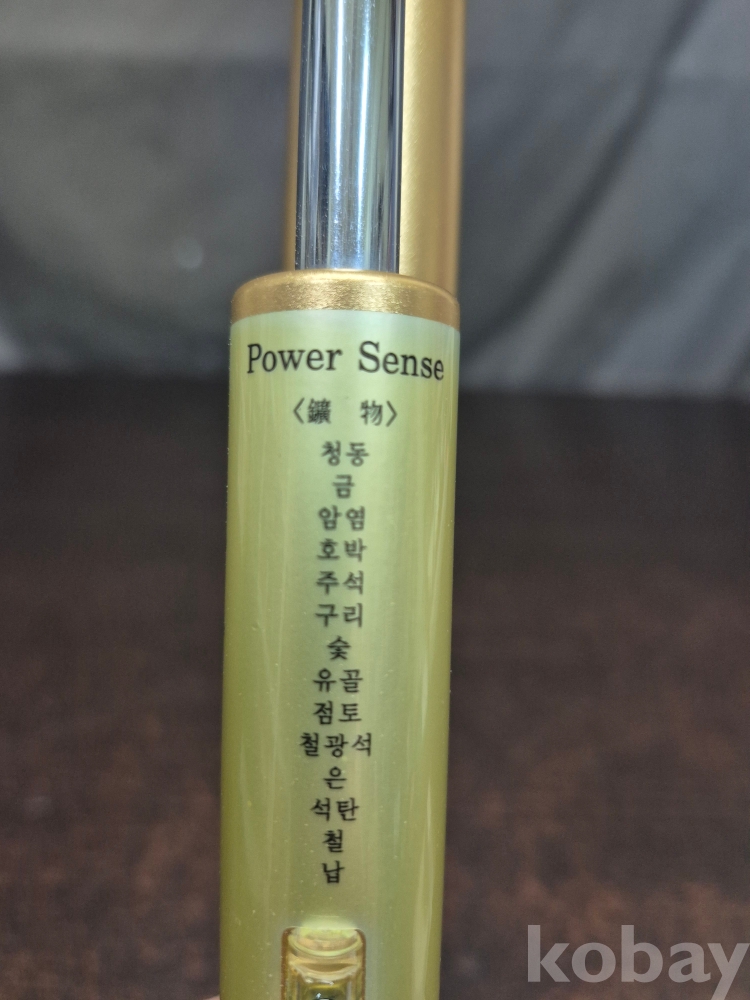 Power Sense
〈鑛 物〉
청동
금
암염
호박
주석
구리
숯
유골
점토
철광석
은
석탄
철
납
kobay